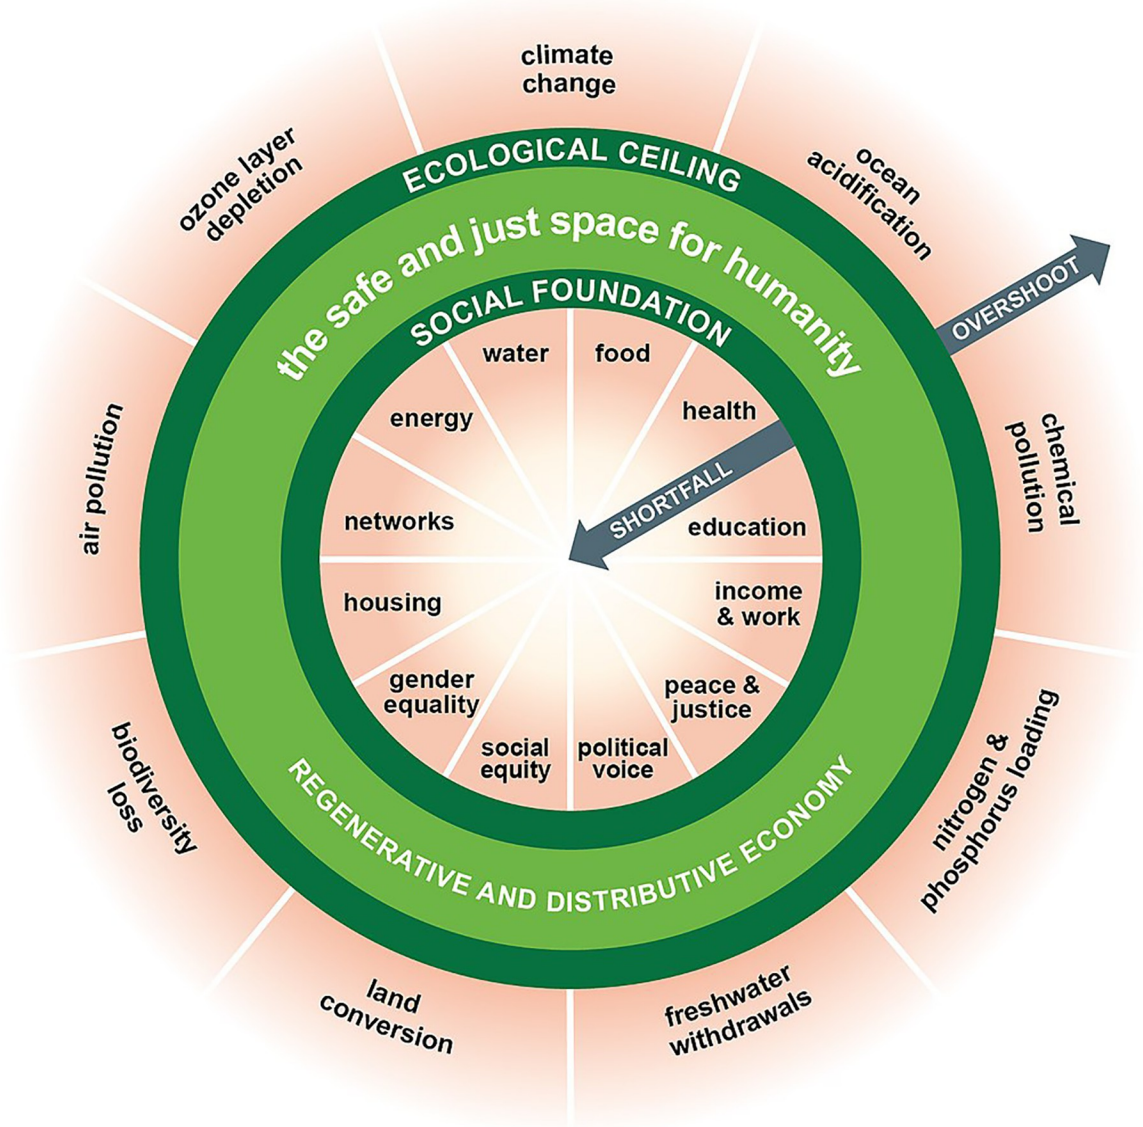 climate
change
ocean
acidification
chemical
pollution
nitrogen &
phosphorus loading
freshwater
withdrawals
land
conversion
biodiversity
loss
air pollution
ozone layer
depletion
ECOLOGICAL CEILING
the safe and just space for humanity
SOCIAL FOUNDATION
OVERSHOOT
SHORTFALL
water
food
health
education
income
& work
peace &
justice
political
voice
social
equity
gender
equality
housing
networks
energy
REGENERATIVE AND DISTRIBUTIVE ECONOMY